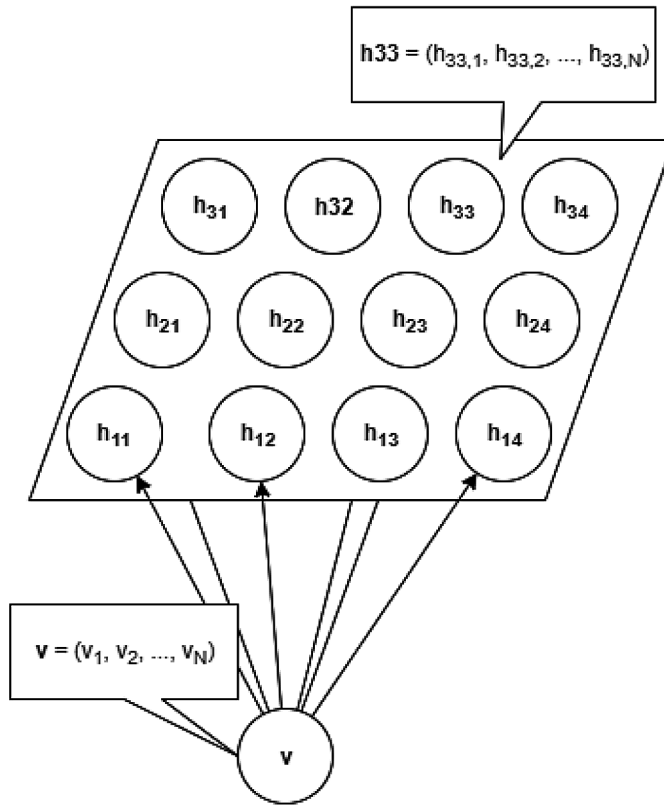 h33 = (h33,1, h33,2, ..., h33,N)
h31 h32 h33 h34
h21 h22 h23 h24
h11 h12 h13 h14
v = (v1, v2, ..., vN)
v